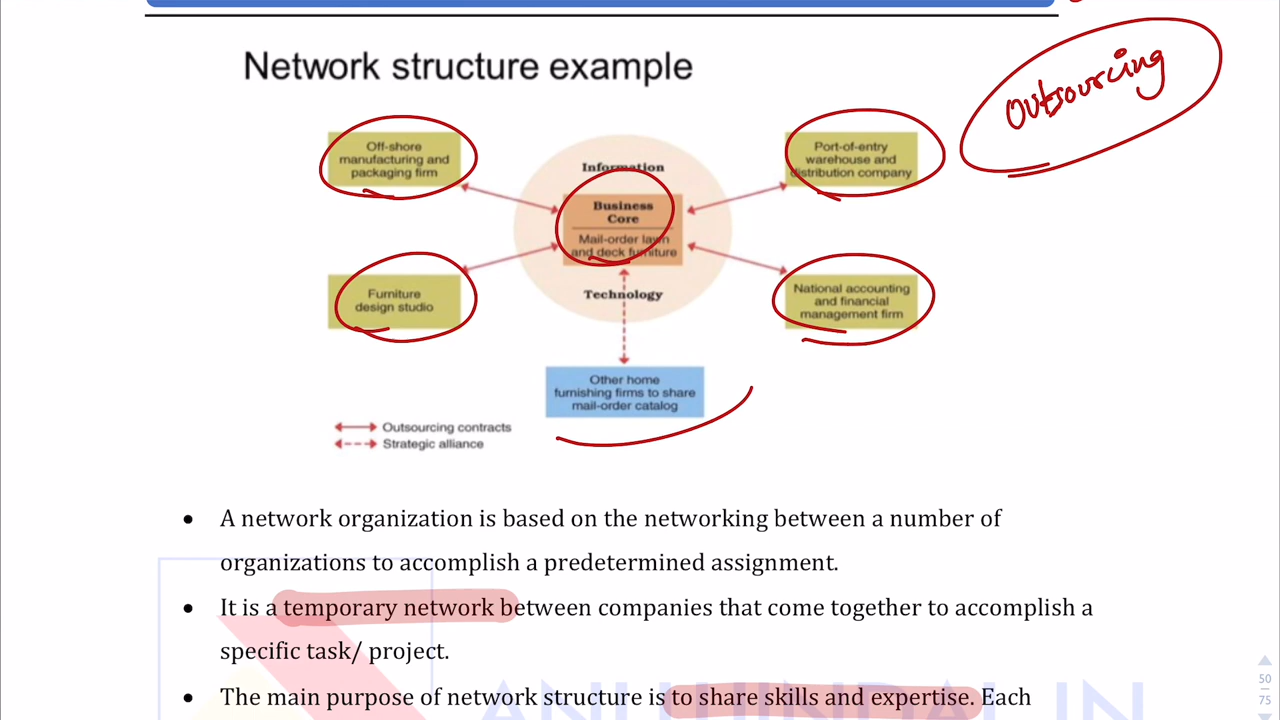 Network structure example
Outsourcing
Off-shore
manufacturing and
packaging firm
Information
Port-of-entry
warehouse and
distribution company
Business
Core
Mail-order lawn
and deck furniture
Furniture
design studio
Technology
National accounting
and financial
management firm
Other home
furnishing firms to share
mail-order catalog
Outsourcing contracts
Strategic alliance
• A network organization is based on the networking between a number of
organizations to accomplish a predetermined assignment.
• It is a temporary network between companies that come together to accomplish a
specific task/ project.
• The main purpose of network structure is to share skills and expertise. Each
50
75